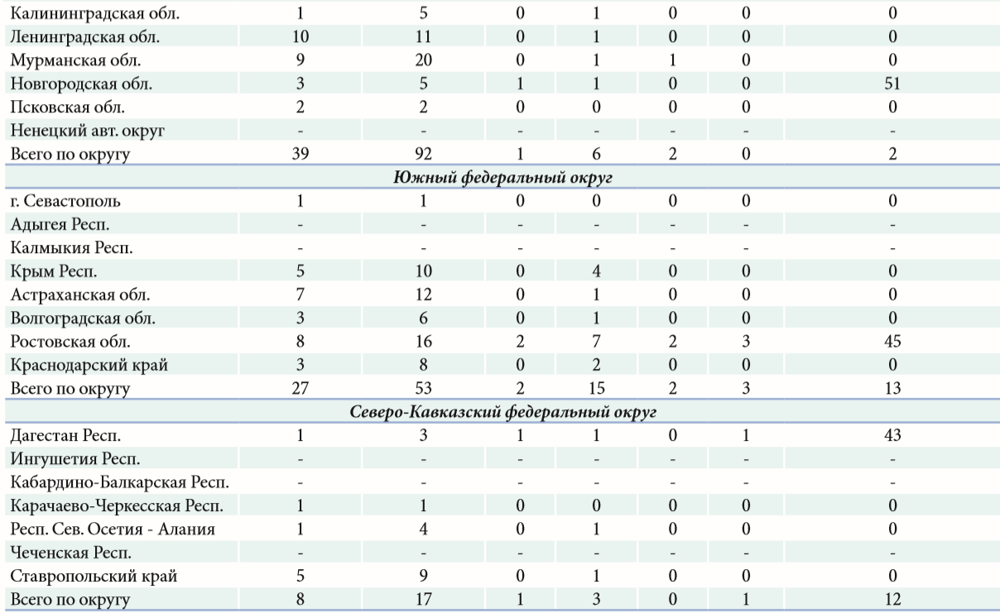 Калининградская обл. 1 5 0 1 0 0 0
Ленинградская обл. 10 11 0 1 0 0 0
Мурманская обл. 9 20 0 1 1 0 0
Новгородская обл. 3 5 1 1 0 0 51
Псковская обл. 2 2 0 0 0 0 0
Ненецкий авт. округ - - - - - - -
Всего по округу 39 92 1 6 2 0 2
Южный федеральный округ
г. Севастополь 1 1 0 0 0 0 0
Адыгея Респ. - - - - - - -
Калмыкия Респ. - - - - - - -
Крым Респ. 5 10 0 4 0 0 0
Астраханская обл. 7 12 0 1 0 0 0
Волгоградская обл. 3 6 0 1 0 0 0
Ростовская обл. 8 16 2 7 2 3 45
Краснодарский край 3 8 0 2 0 0 0
Всего по округу 27 53 2 15 2 3 13
Северо-Кавказский федеральный округ
Дагестан Респ. 1 3 1 1 0 1 43
Ингушетия Респ. - - - - - - -
Кабардино-Балкарская Респ. - - - - - - -
Карачаево-Черкесская Респ. 1 1 0 0 0 0 0
Респ. Сев. Осетия - Алания 1 4 0 1 0 0 0
Чеченская Респ. - - - - - - -
Ставропольский край 5 9 0 1 0 0 0
Всего по округу 8 17 1 3 0 1 12